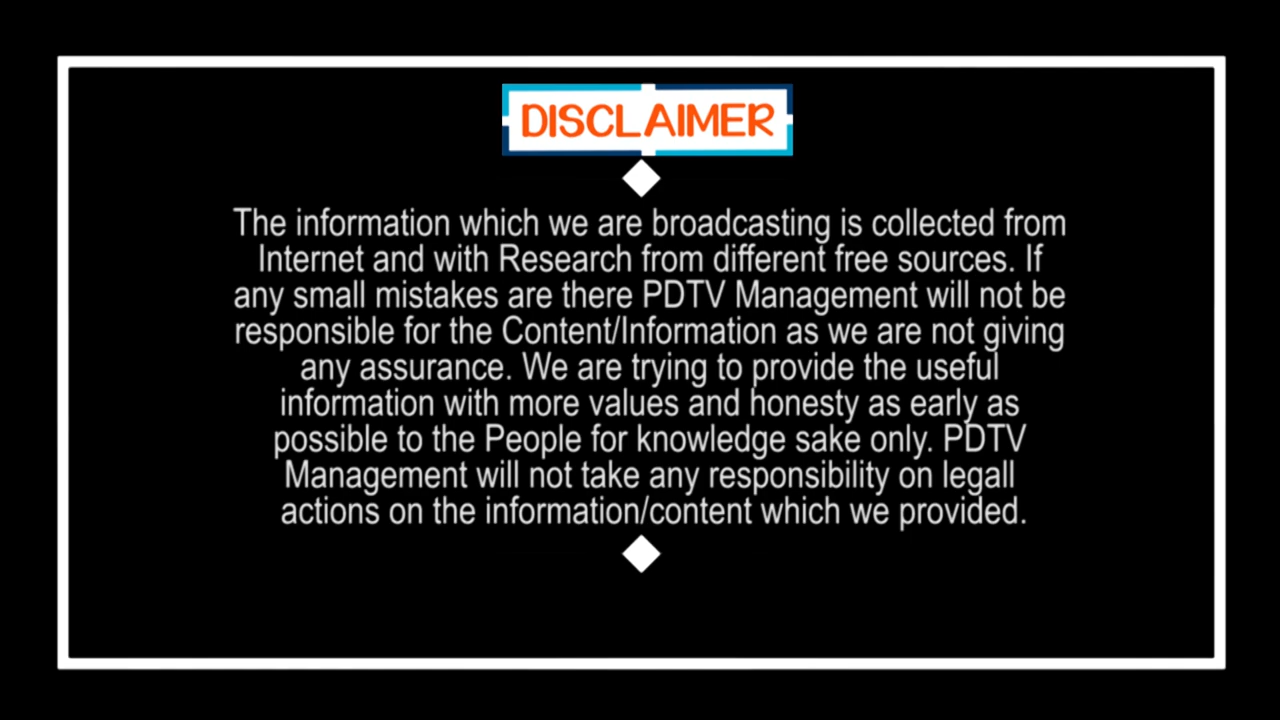 DISCLAIMER
The information which we are broadcasting is collected from
Internet and with Research from different free sources. If
any small mistakes are there PDTV Management will not be
responsible for the Content/Information as we are not giving
any assurance. We are trying to provide the useful
information with more values and honesty as early as
possible to the People for knowledge sake only. PDTV
Management will not take any responsibility on legall
actions on the information/content which we provided.